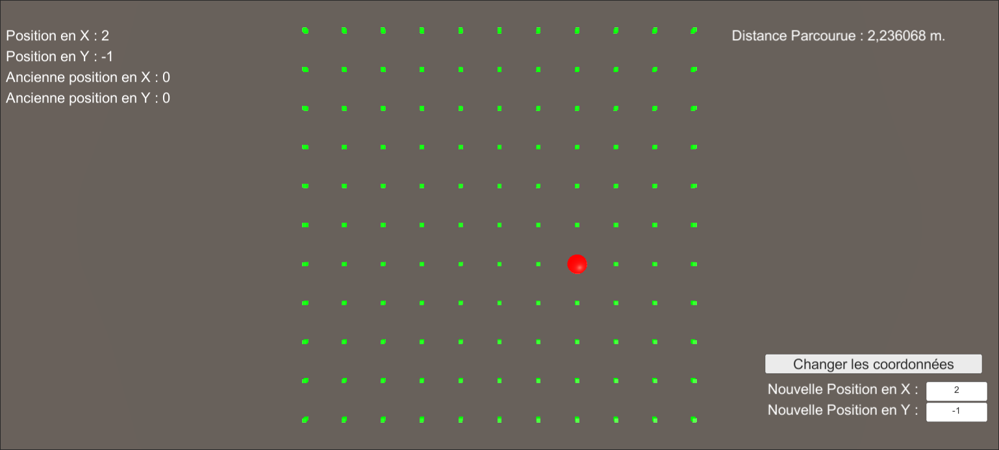 Position en X : 2
Position en Y : -1
Ancienne position en X : 0
Ancienne position en Y : 0
Distance Parcourue : 2,236068 m.
Changer les coordonnées
Nouvelle Position en X : 2
Nouvelle Position en Y : -1